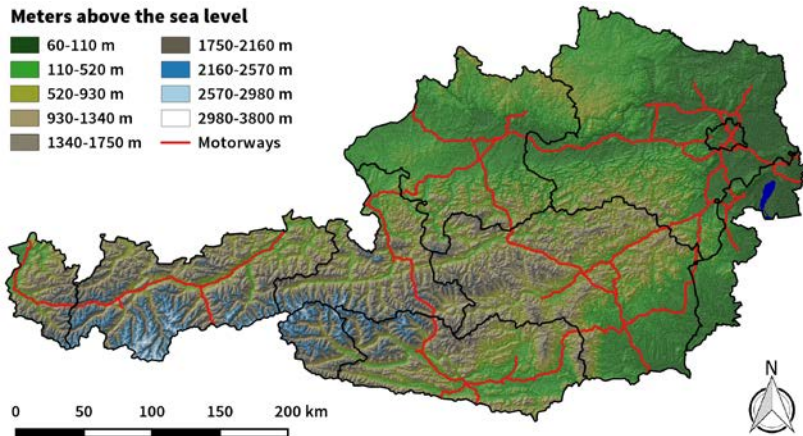 Meters above the sea level
60-110 m
110-520 m
520-930 m
930-1340 m
1340-1750 m
1750-2160 m
2160-2570 m
2570-2980 m
2980-3800 m
Motorways
0 50 100 150 200 km
N